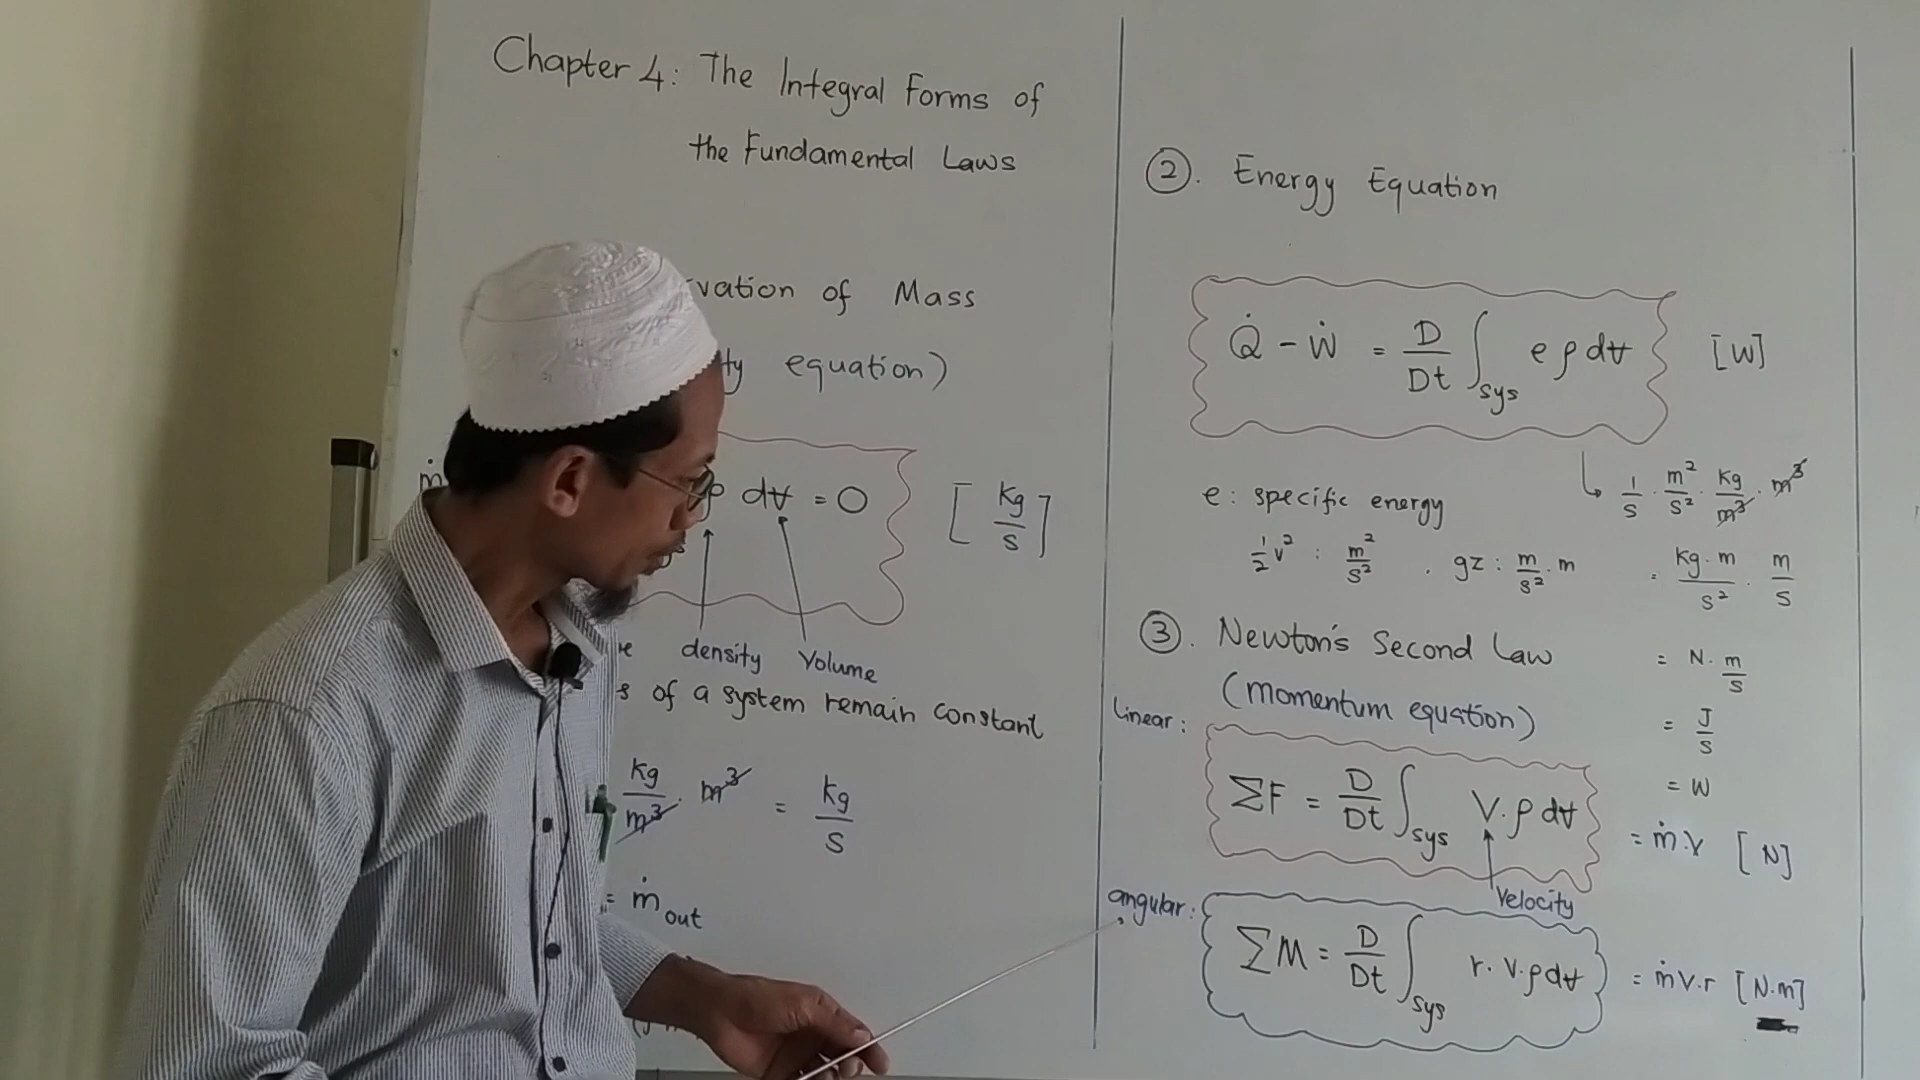 Chapter 4: The Integral Forms of
the Fundamental Laws
vation of Mass
ty equation)
ṁ
ρ dV̶ = 0 [kg/s]
density Volume
s of a system remain constant
kg/m³ · m³ = kg/s
= ṁ out
②. Energy Equation
Q̇ - Ẇ = D/Dt ∫sys e ρ dV̶ [W]
↳ 1/s · m²/s² · kg/m³ · m³
e : specific energy
½v² : m²/s² , gz : m/s² · m
= kg·m/s² · m/s
= N · m/s
= J/s
= W
③. Newton's Second Law
(momentum equation)
linear:
ΣF = D/Dt ∫sys V·ρ dV̶ = ṁ·V [N]
Velocity
angular:
ΣM = D/Dt ∫sys r·V·ρ dV̶ = ṁV·r [N·m]